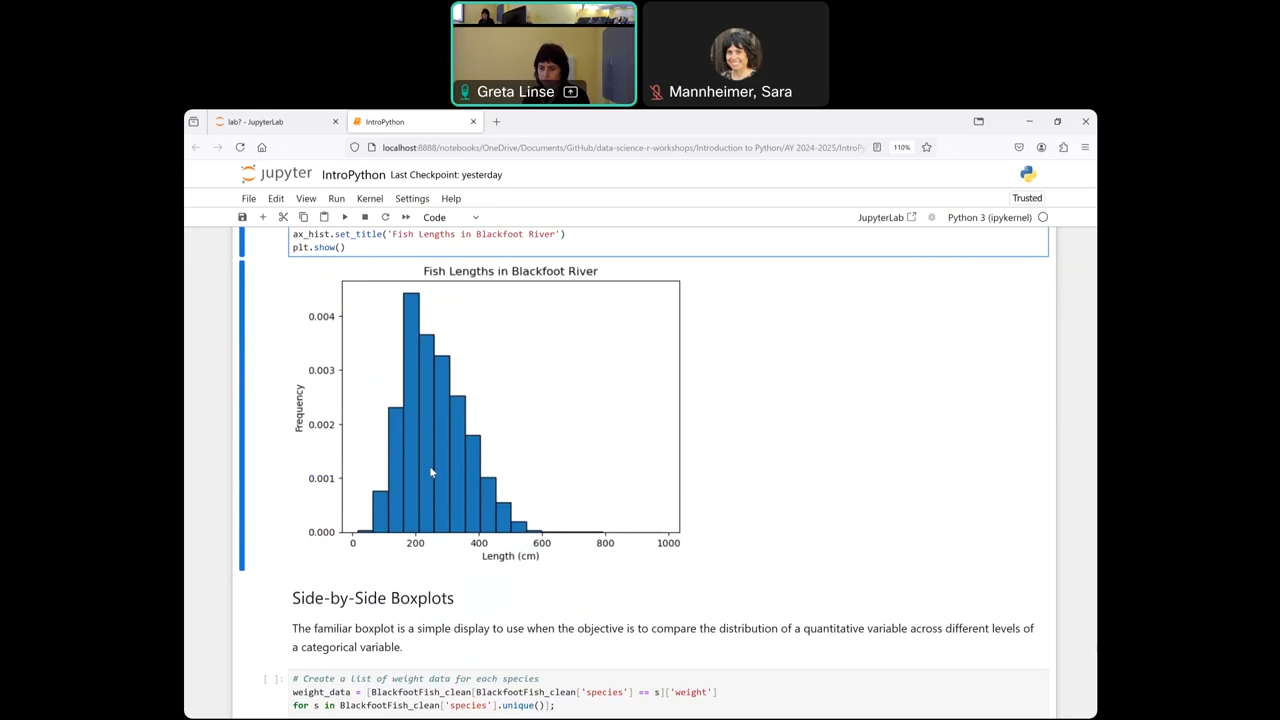 Greta Linse
Mannheimer, Sara
lab? - JupyterLab
IntroPython
localhost:8888/notebooks/OneDrive/Documents/GitHub/data-science-r-workshops/Introduction to Python/AY 2024-2025/IntroPy
110%
jupyter IntroPython Last Checkpoint: yesterday
File Edit View Run Kernel Settings Help
Trusted
Code
JupyterLab
Python 3 (ipykernel)
ax_hist.set_title('Fish Lengths in Blackfoot River')
plt.show()
Fish Lengths in Blackfoot River
0.004
0.003
Frequency
0.002
0.001
0.000
0 200 400 600 800 1000
Length (cm)
Side-by-Side Boxplots
The familiar boxplot is a simple display to use when the objective is to compare the distribution of a quantitative variable across different levels of
a categorical variable.
[ ]:
# Create a list of weight data for each species
weight_data = [BlackfootFish_clean[BlackfootFish_clean['species'] == s]['weight']
for s in BlackfootFish_clean['species'].unique()];